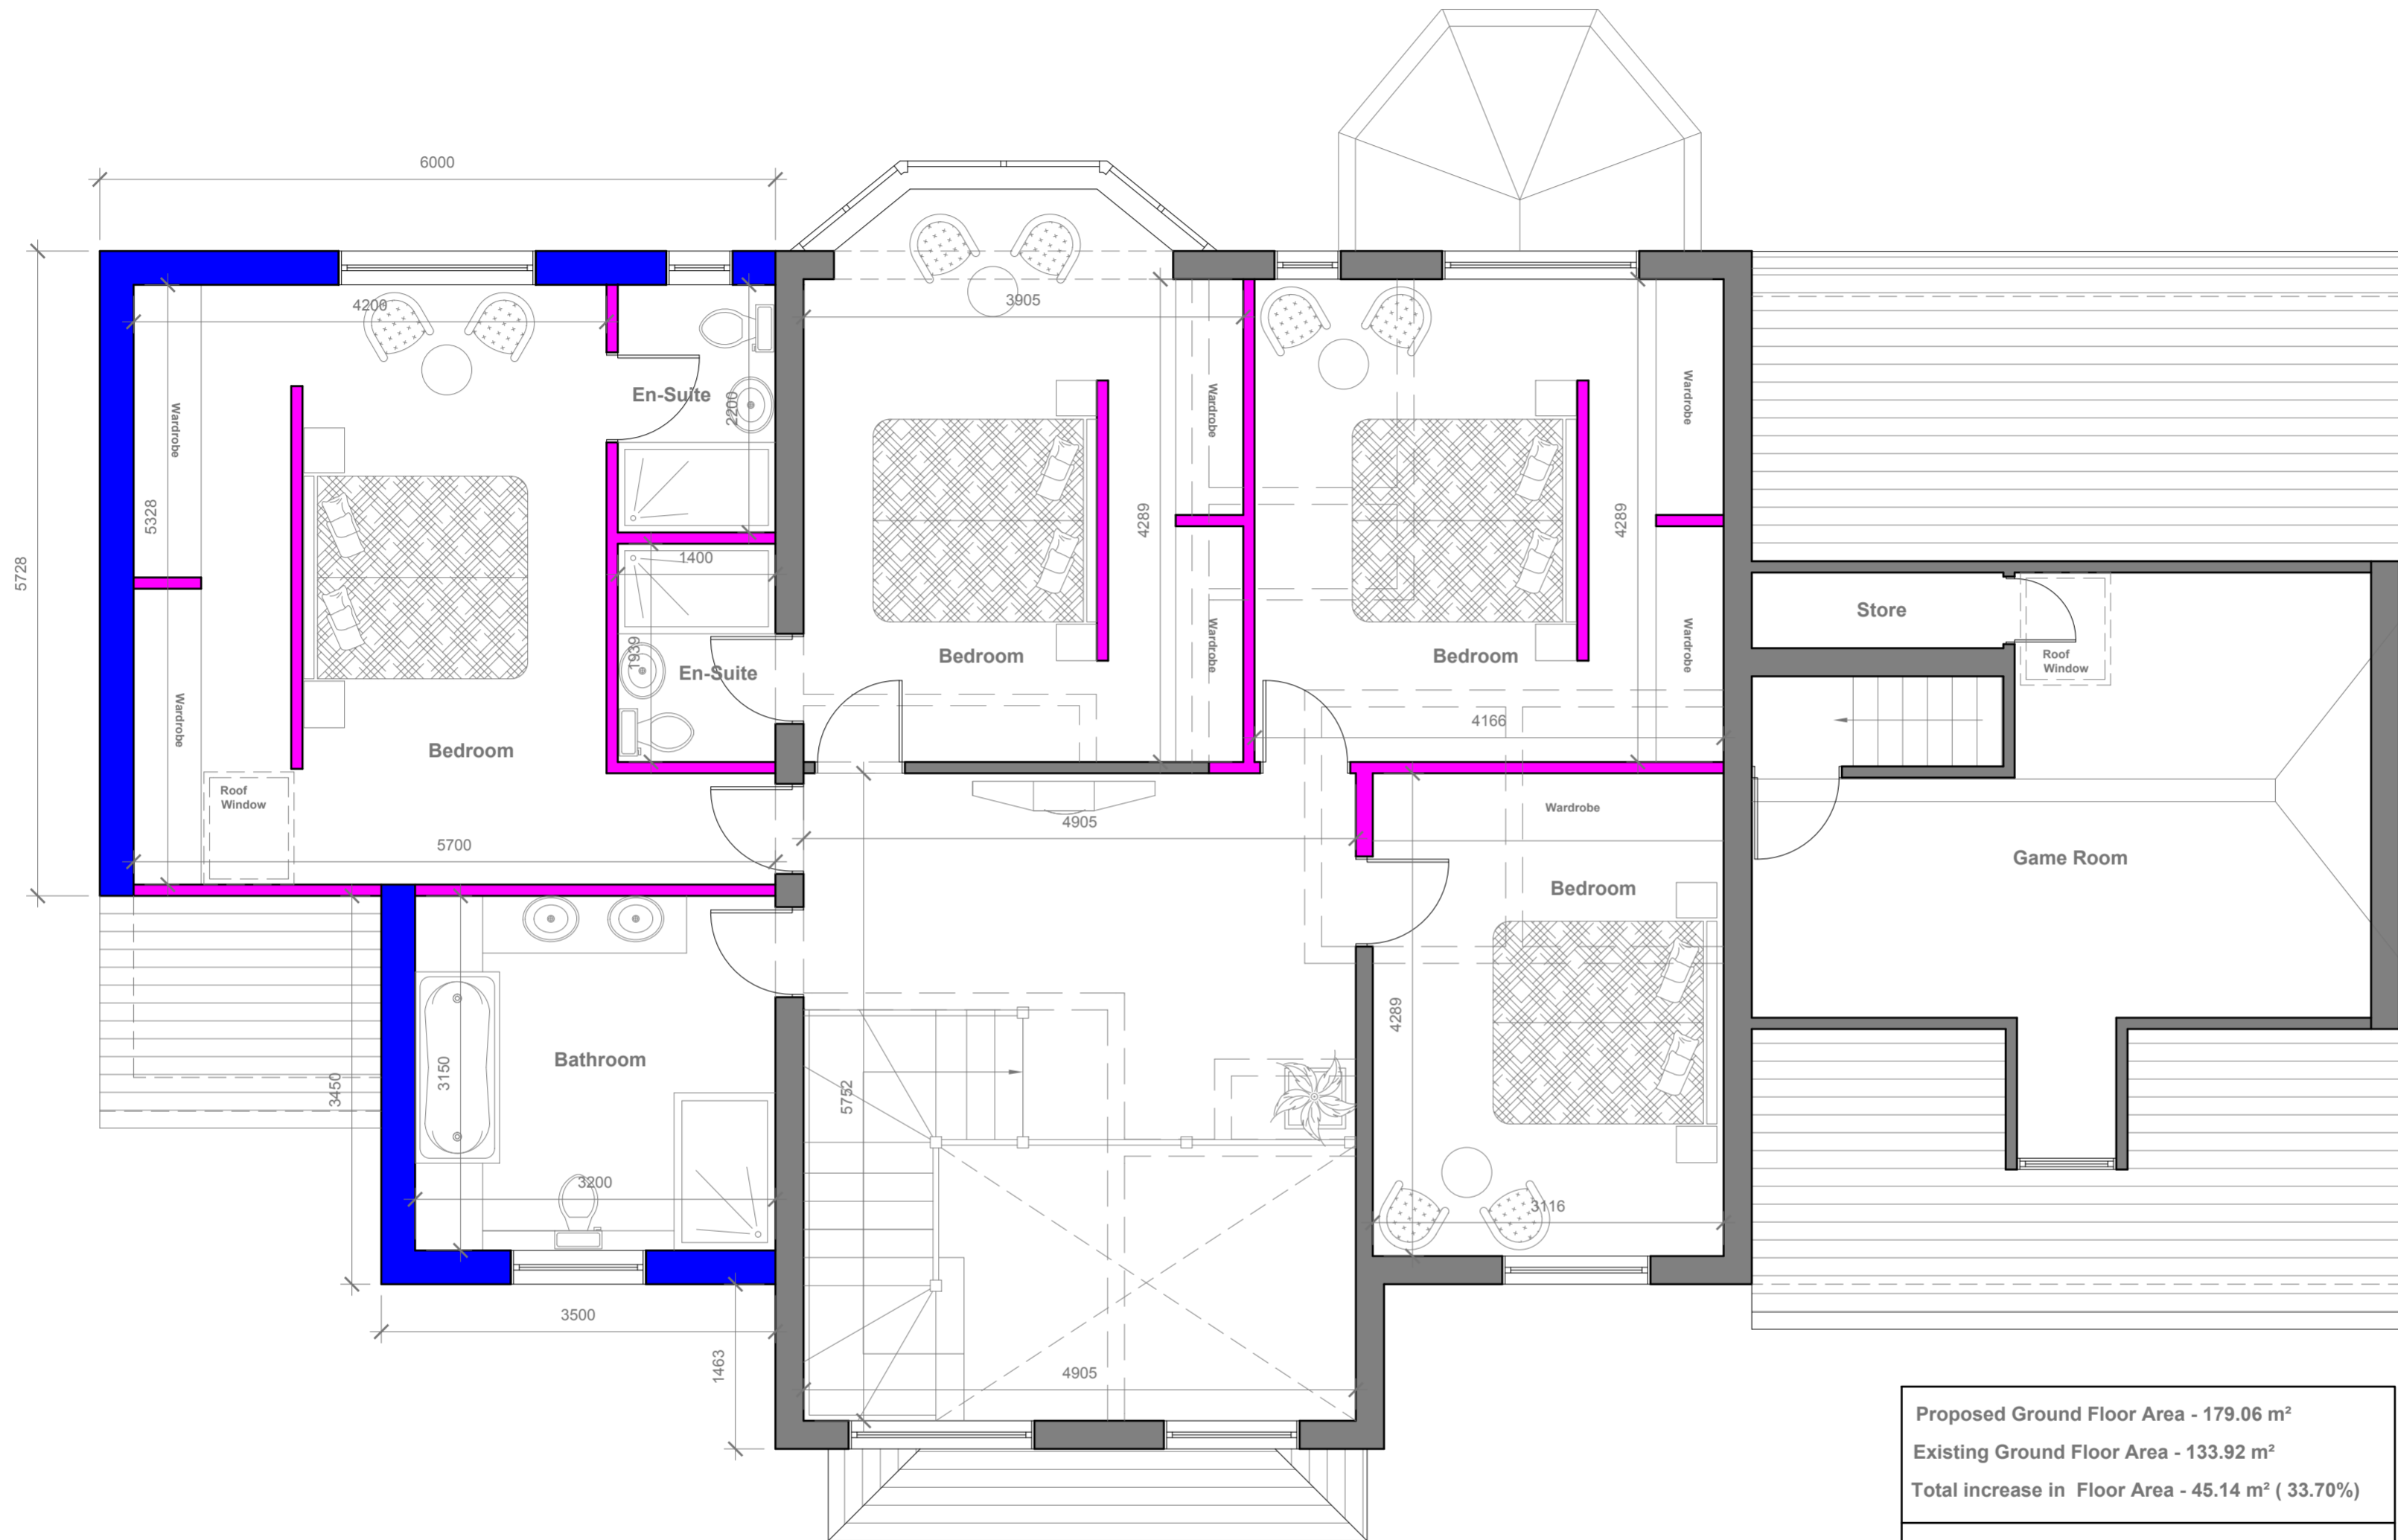 6000
4200
3905
En-Suite
2200
Wardrobe
Wardrobe
Wardrobe
5328
4289
4289
5728
1400
Store
1939
En-Suite
Bedroom
Wardrobe
Bedroom
Wardrobe
Roof
Window
Wardrobe
Bedroom
4166
Roof
Window
4905
Wardrobe
5700
Game Room
Bedroom
4289
Bathroom
3150
3450
5752
3200
3116
3500
1463
4905
Proposed Ground Floor Area - 179.06 m²
Existing Ground Floor Area - 133.92 m²
Total increase in Floor Area - 45.14 m² ( 33.70%)